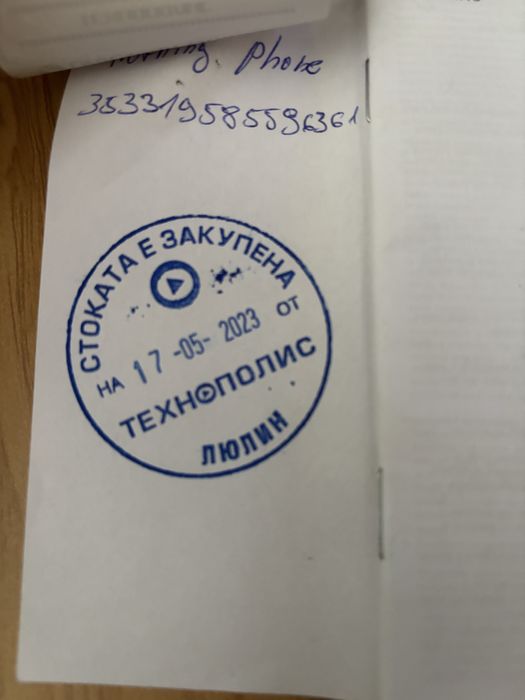 Phone
353319585596361
СТОКАТА Е ЗАКУПЕНА
НА 17-05-2023 ОТ
ТЕХНОПОЛИС
ЛЮЛИН